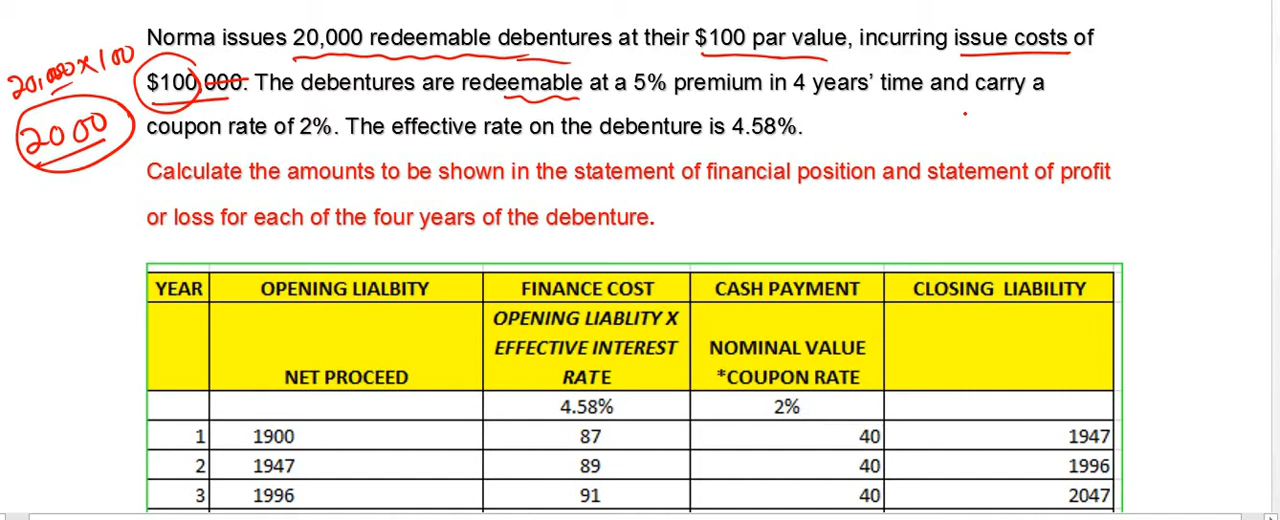 Norma issues 20,000 redeemable debentures at their $100 par value, incurring issue costs of
20,000 x 100
$100,000. The debentures are redeemable at a 5% premium in 4 years' time and carry a
2000
coupon rate of 2%. The effective rate on the debenture is 4.58%.
Calculate the amounts to be shown in the statement of financial position and statement of profit
or loss for each of the four years of the debenture.
YEAR OPENING LIALBITY FINANCE COST CASH PAYMENT CLOSING LIABILITY
OPENING LIABLITY X
EFFECTIVE INTEREST NOMINAL VALUE
NET PROCEED RATE *COUPON RATE
4.58% 2%
1 1900 87 40 1947
2 1947 89 40 1996
3 1996 91 40 2047